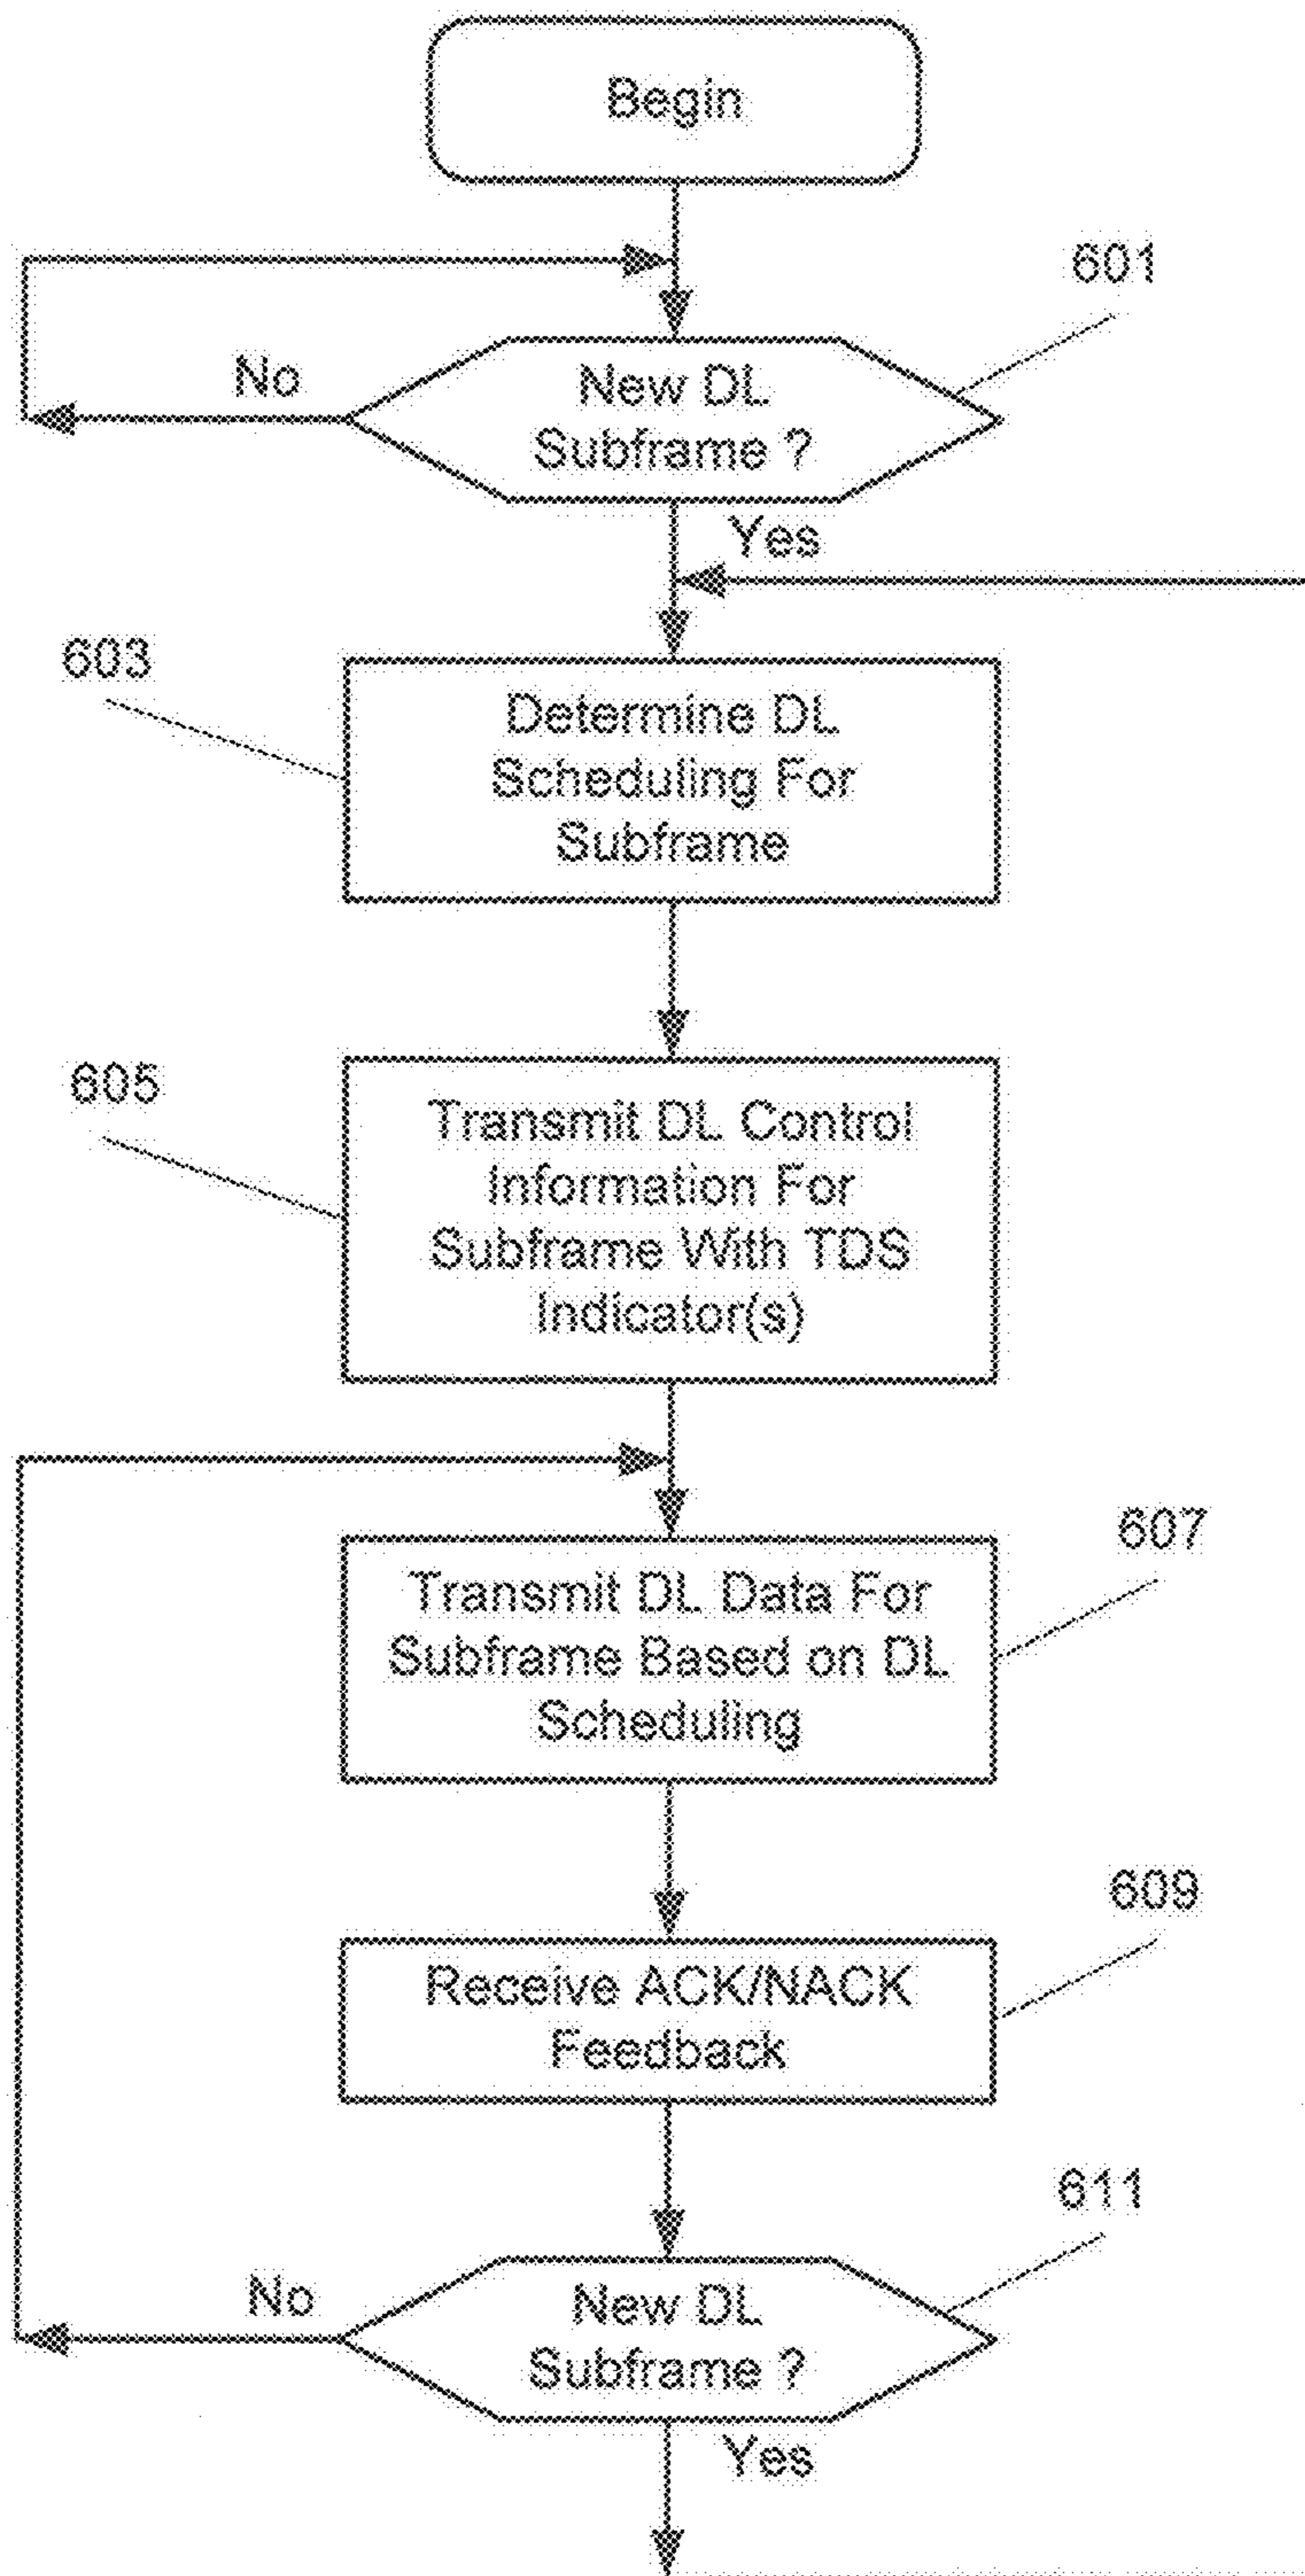 Begin
601
No
New DL
Subframe ?
Yes
603
Determine DL
Scheduling For
Subframe
605
Transmit DL Control
Information For
Subframe With TDS
Indicator(s)
607
Transmit DL Data For
Subframe Based on DL
Scheduling
609
Receive ACK/NACK
Feedback
611
No
New DL
Subframe ?
Yes